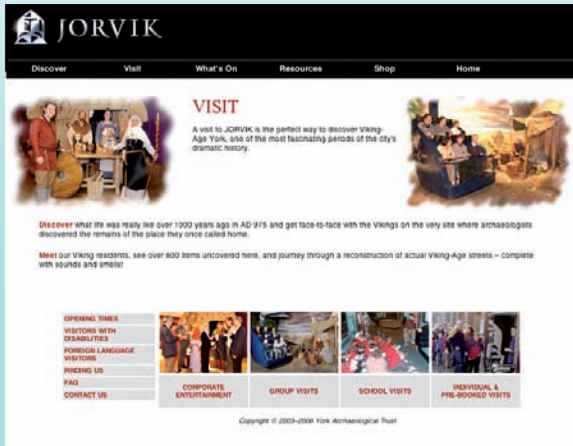 JORVIK
Discover Visit What's On Resources Shop Home
VISIT
A visit to JORVIK is the perfect way to discover Viking-
Age York, one of the most fascinating periods of the city's
dramatic history.
Discover what life was really like over 1000 years ago in AD 975 and get face-to-face with the Vikings on the very site where archaeologists
discovered the remains of the place they once called home.
Meet our Viking residents, see over 800 items uncovered here, and journey through a reconstruction of actual Viking-Age streets – complete
with sounds and smells!
OPENING TIMES
VISITORS WITH
DISABILITIES
FOREIGN LANGUAGE
VISITORS
FINDING US
FAQ
CONTACT US
CORPORATE
ENTERTAINMENT
GROUP VISITS
SCHOOL VISITS
INDIVIDUAL &
PRE-BOOKED VISITS
Copyright © 2003–2006 York Archaeological Trust